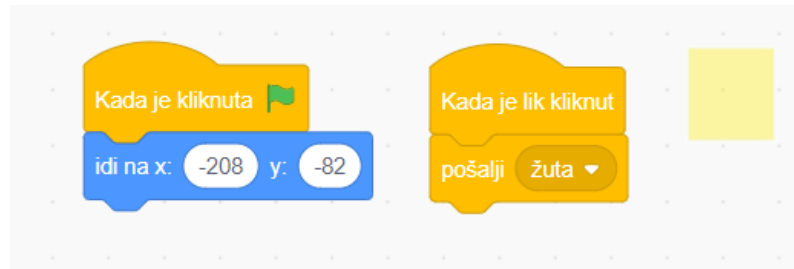 Kada je kliknuta
idi na x: -208 y: -82
Kada je lik kliknut
pošalji žuta